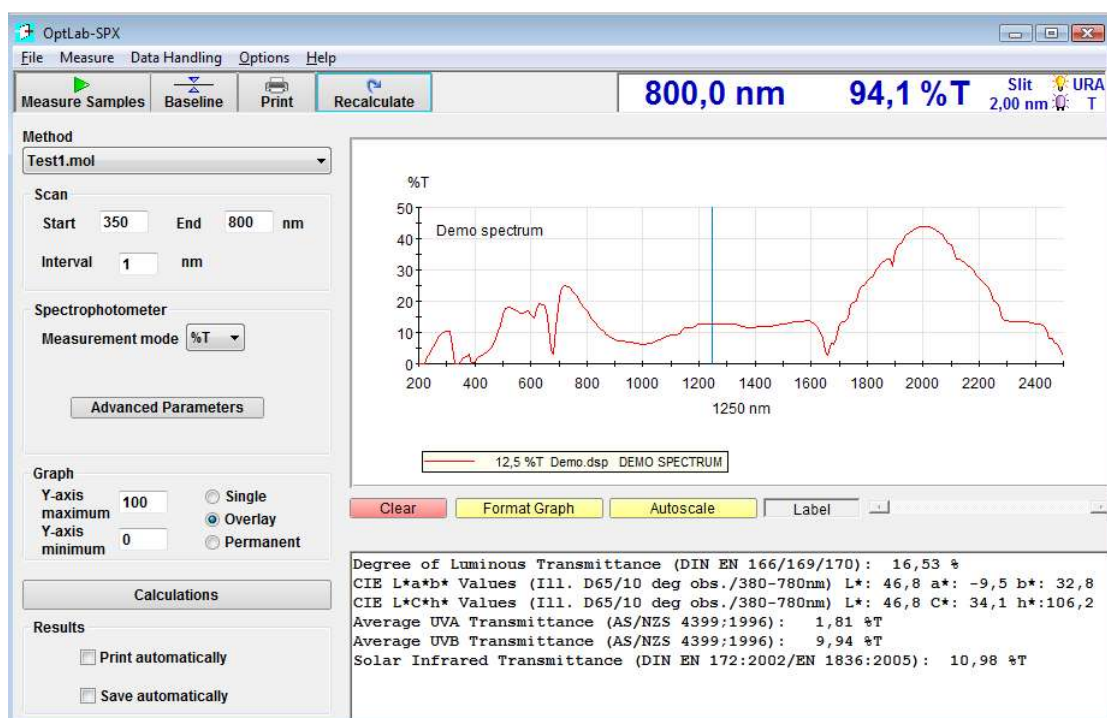 OptLab-SPX
File Measure Data Handling Options Help
Measure Samples Baseline Print Recalculate
800,0 nm 94,1 %T Slit 2,00 nm URA T
Method
Test1.mol
Scan
Start 350 End 800 nm
Interval 1 nm
Spectrophotometer
Measurement mode %T
Advanced Parameters
Graph
Y-axis maximum 100
Y-axis minimum 0
Single
Overlay
Permanent
Calculations
Results
Print automatically
Save automatically
%T
Demo spectrum
50
40
30
20
10
0
200 400 600 800 1000 1200 1400 1600 1800 2000 2200 2400
1250 nm
12,5 %T Demo.dsp DEMO SPECTRUM
Clear Format Graph Autoscale Label
Degree of Luminous Transmittance (DIN EN 166/169/170): 16,53 %
CIE L*a*b* Values (Ill. D65/10 deg obs./380-780nm) L*: 46,8 a*: -9,5 b*: 32,8
CIE L*C*h* Values (Ill. D65/10 deg obs./380-780nm) L*: 46,8 C*: 34,1 h*:106,2
Average UVA Transmittance (AS/NZS 4399;1996): 1,81 %T
Average UVB Transmittance (AS/NZS 4399;1996): 9,94 %T
Solar Infrared Transmittance (DIN EN 172:2002/EN 1836:2005): 10,98 %T